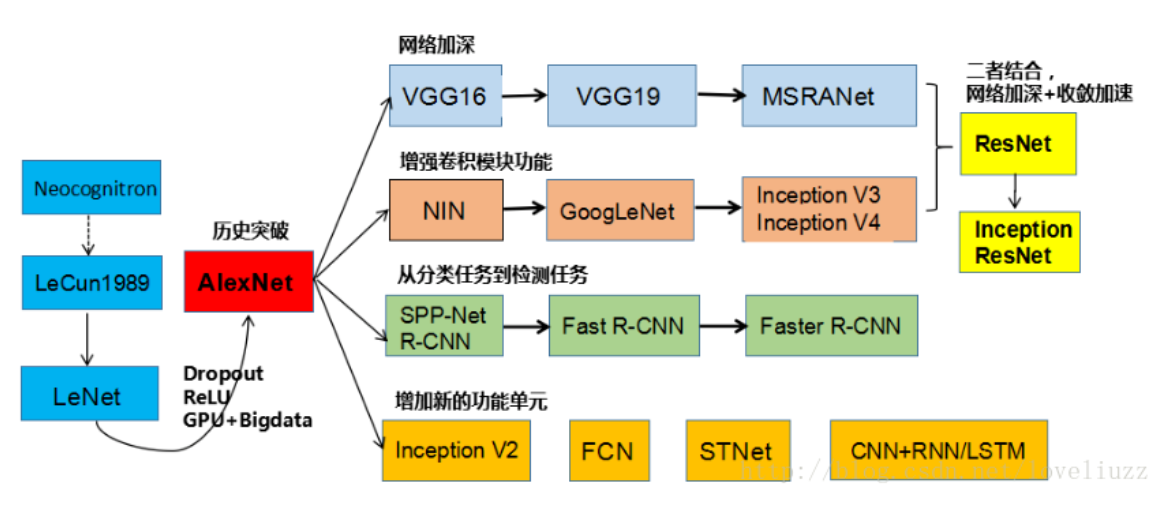 网络加深
VGG16
VGG19
MSRANet
二者结合，
网络加深+收敛加速
ResNet
增强卷积模块功能
NIN
GoogLeNet
Inception V3
Inception V4
Inception
ResNet
Neocognitron
LeCun1989
LeNet
历史突破
AlexNet
Dropout
ReLU
GPU+Bigdata
从分类任务到检测任务
SPP-Net
R-CNN
Fast R-CNN
Faster R-CNN
增加新的功能单元
Inception V2
FCN
STNet
CNN+RNN/LSTM
http://blog.csdn.net/loveliuzz